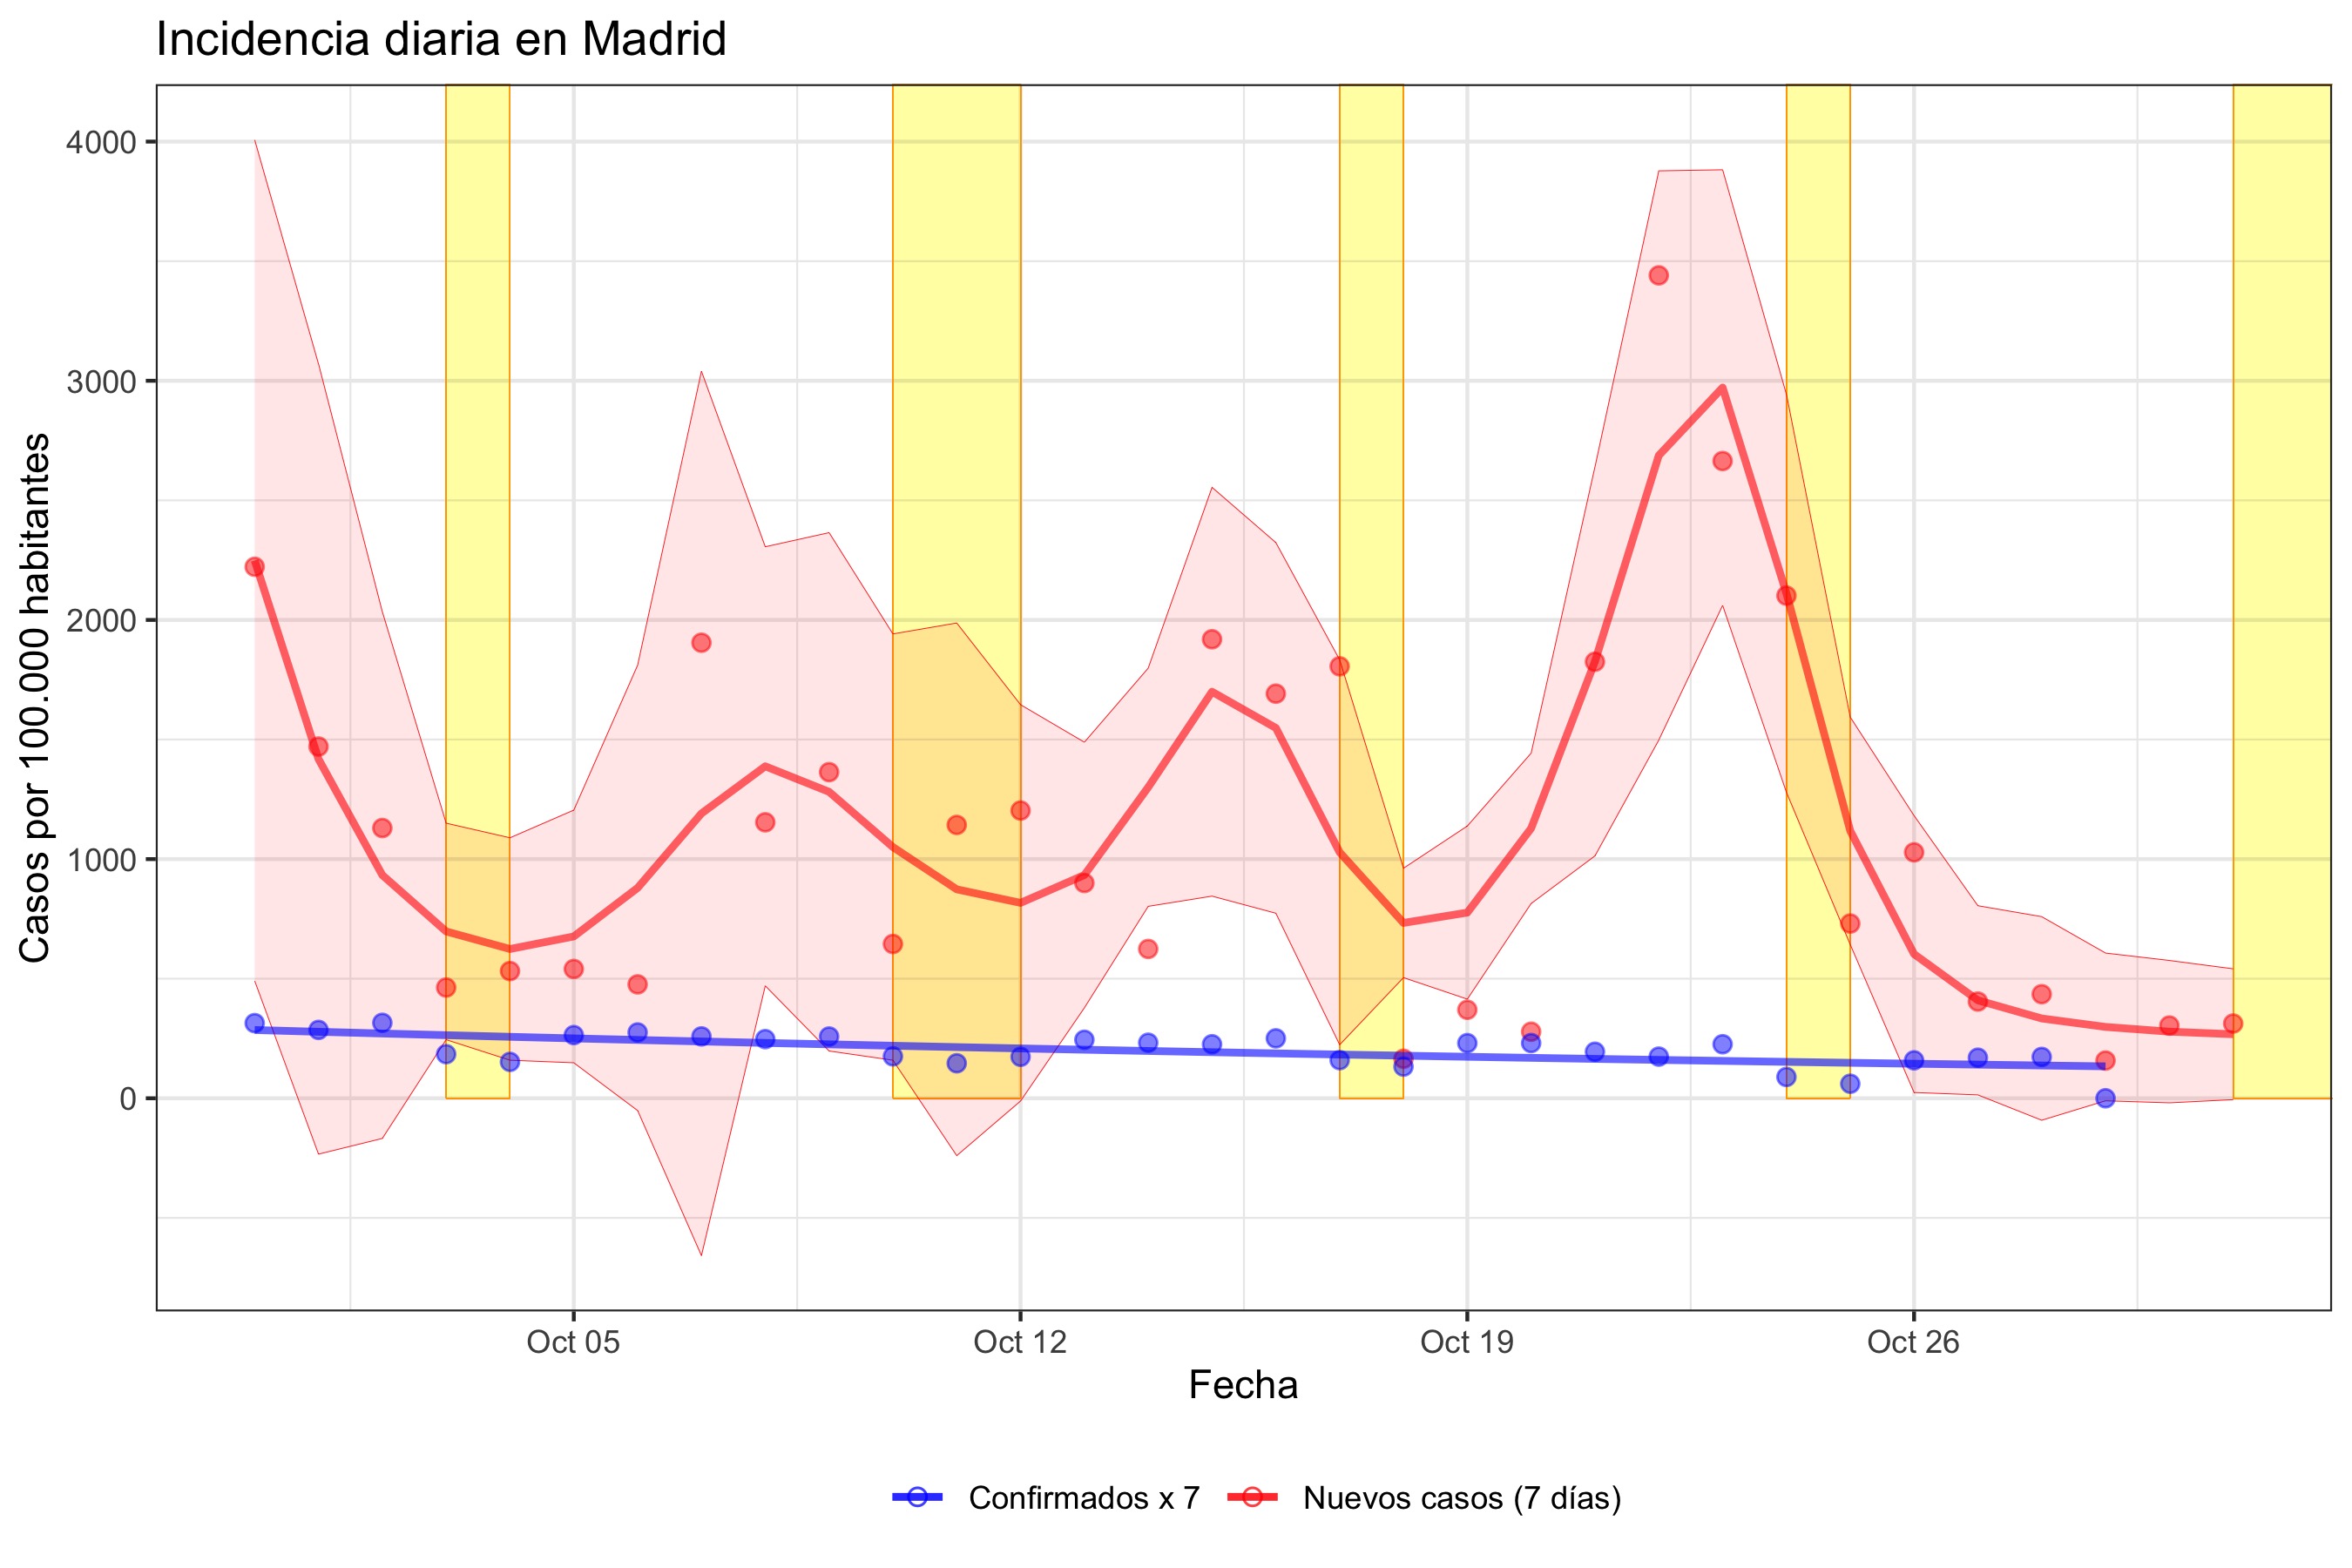 Incidencia diaria en Madrid
Casos por 100.000 habitantes
4000
3000
2000
1000
0
Oct 05
Oct 12
Oct 19
Oct 26
Fecha
Confirmados x 7
Nuevos casos (7 días)